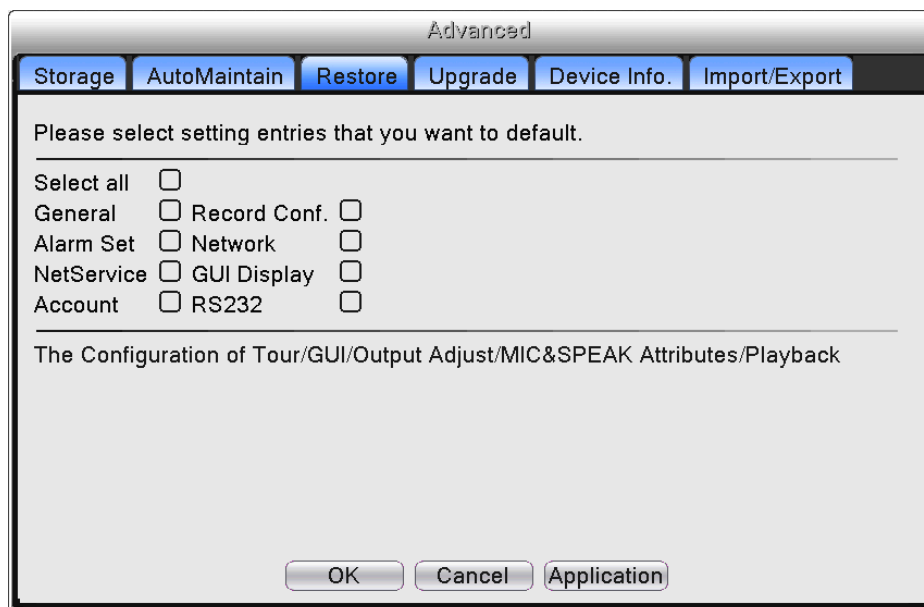 Advanced
Storage AutoMaintain Restore Upgrade Device Info. Import/Export
Please select setting entries that you want to default.
Select all
General Record Conf.
Alarm Set Network
NetService GUI Display
Account RS232
The Configuration of Tour/GUI/Output Adjust/MIC&SPEAK Attributes/Playback
OK Cancel Application